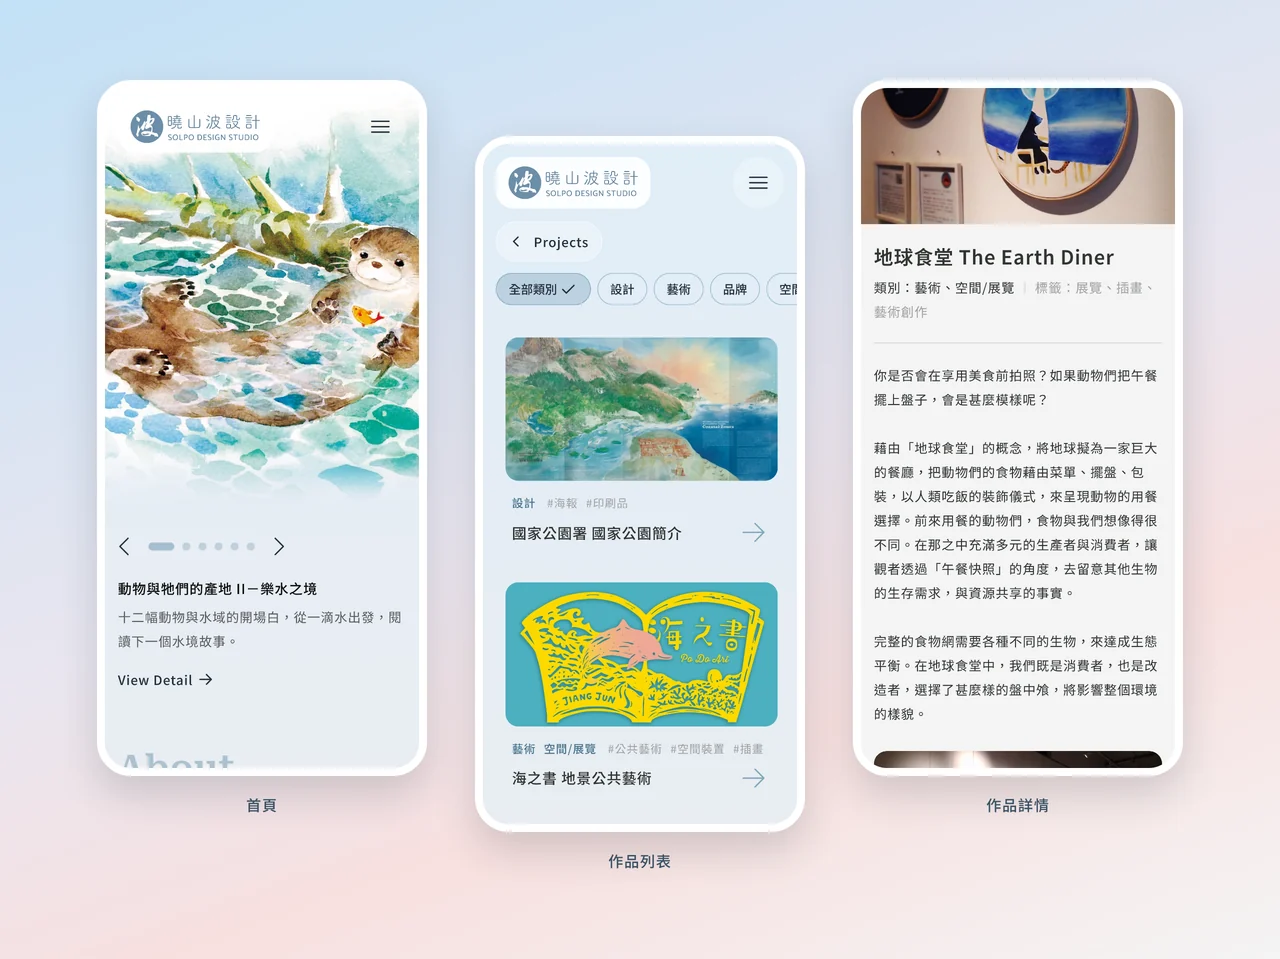 波 曉山波設計
SOLPO DESIGN STUDIO
動物與牠們的產地 II－樂水之境
十二幅動物與水域的開場白，從一滴水出發，閱
讀下一個水境故事。
View Detail
About
首頁
波 曉山波設計
SOLPO DESIGN STUDIO
Projects
全部類別
設計
藝術
品牌
空間
設計 #海報 #印刷品
國家公園署 國家公園簡介
海之書
Po Do Art
JIANG JUN
藝術 空間/展覽 #公共藝術 #空間裝置 #插畫
海之書 地景公共藝術
作品列表
地球食堂 The Earth Diner
類別：藝術、空間/展覽 | 標籤：展覽、插畫、
藝術創作
你是否會在享用美食前拍照？如果動物們把午餐
擺上盤子，會是甚麼模樣呢？
藉由「地球食堂」的概念，將地球擬為一家巨大
的餐廳，把動物們的食物藉由菜單、擺盤、包
裝，以人類吃飯的裝飾儀式，來呈現動物的用餐
選擇。前來用餐的動物們，食物與我們想像得很
不同。在那之中充滿多元的生產者與消費者，讓
觀者透過「午餐快照」的角度，去留意其他生物
的生存需求，與資源共享的事實。
完整的食物網需要各種不同的生物，來達成生態
平衡。在地球食堂中，我們既是消費者，也是改
造者，選擇了甚麼樣的盤中飧，將影響整個環境
的樣貌。
作品詳情